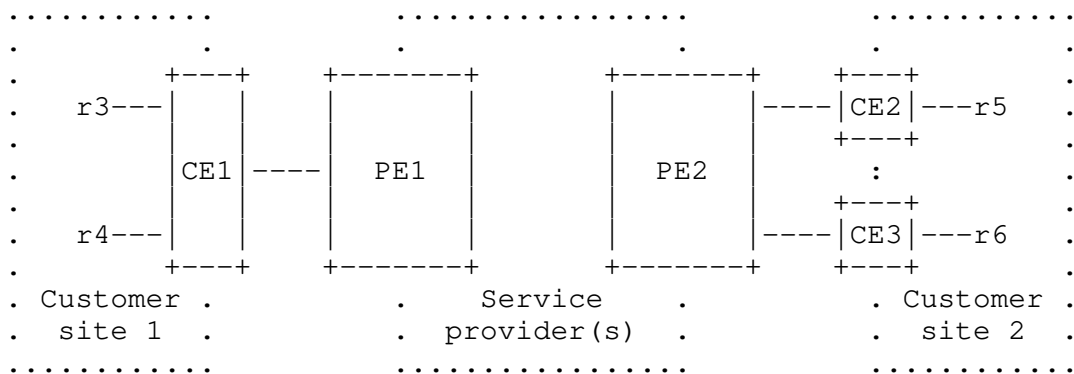 ............          .................          ............
.          .          .               .          .          .
.        +---+     +-------+       +-------+     +---+      .
.   r3---|   |     |       |       |       |----|CE2|---r5  .
.        |   |     |       |       |       |     +---+      .
.        |CE1|----|  PE1  |       |  PE2  |       :        .
.        |   |     |       |       |       |     +---+      .
.   r4---|   |     |       |       |       |----|CE3|---r6  .
.        +---+     +-------+       +-------+     +---+      .
. Customer .          .    Service    .          . Customer .
.  site 1  .          .  provider(s)  .          .  site 2  .
............          .................          ............